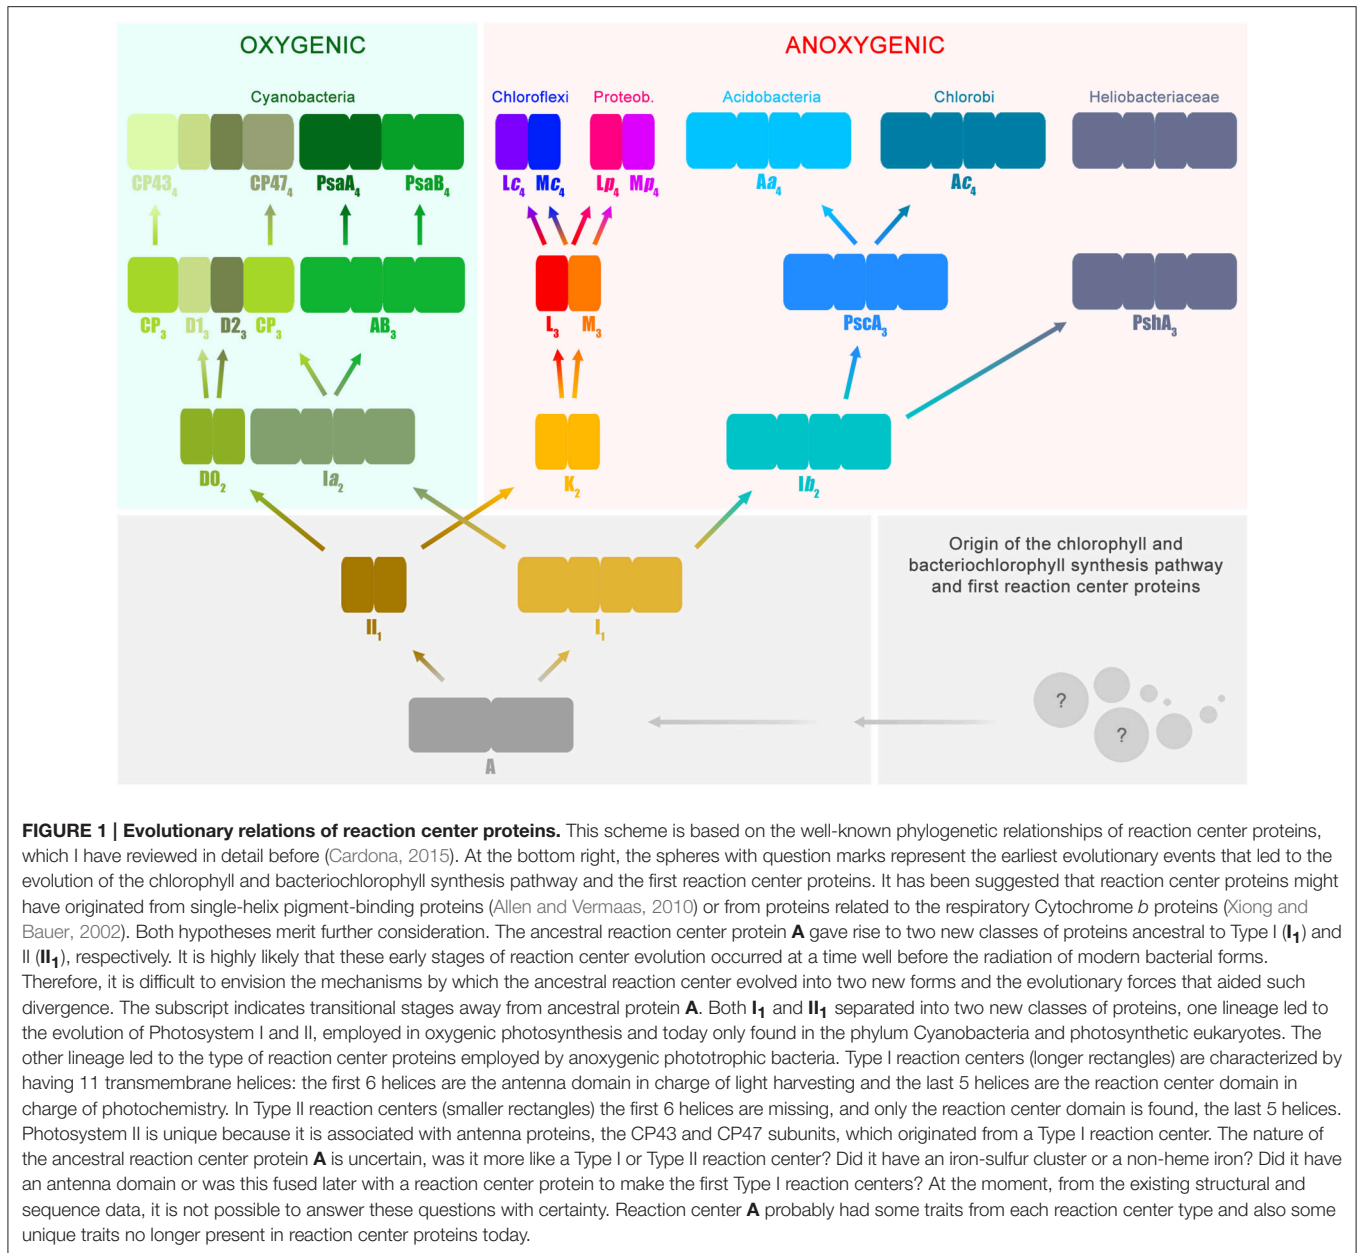 OXYGENIC
ANOXYGENIC
Cyanobacteria
Chloroflexi
Proteob.
Acidobacteria
Chlorobi
Heliobacteriaceae
CP43₄
CP47₄
PsaA₄
PsaB₄
Lc₄
Mc₄
Lp₄
Mp₄
Aa₄
Ac₄
CP₃
D1₃
D2₃
CP₃
AB₃
L₃
M₃
PscA₃
PshA₃
DO₂
Ia₂
K₂
Ib₂
II₁
I₁
Origin of the chlorophyll and
bacteriochlorophyll synthesis pathway
and first reaction center proteins
?
?
A
FIGURE 1 | Evolutionary relations of reaction center proteins. This scheme is based on the well-known phylogenetic relationships of reaction center proteins,
which I have reviewed in detail before (Cardona, 2015). At the bottom right, the spheres with question marks represent the earliest evolutionary events that led to the
evolution of the chlorophyll and bacteriochlorophyll synthesis pathway and the first reaction center proteins. It has been suggested that reaction center proteins might
have originated from single-helix pigment-binding proteins (Allen and Vermaas, 2010) or from proteins related to the respiratory Cytochrome b proteins (Xiong and
Bauer, 2002). Both hypotheses merit further consideration. The ancestral reaction center protein A gave rise to two new classes of proteins ancestral to Type I (I₁) and
II (II₁), respectively. It is highly likely that these early stages of reaction center evolution occurred at a time well before the radiation of modern bacterial forms.
Therefore, it is difficult to envision the mechanisms by which the ancestral reaction center evolved into two new forms and the evolutionary forces that aided such
divergence. The subscript indicates transitional stages away from ancestral protein A. Both I₁ and II₁ separated into two new classes of proteins, one lineage led to
the evolution of Photosystem I and II, employed in oxygenic photosynthesis and today only found in the phylum Cyanobacteria and photosynthetic eukaryotes. The
other lineage led to the type of reaction center proteins employed by anoxygenic phototrophic bacteria. Type I reaction centers (longer rectangles) are characterized by
having 11 transmembrane helices: the first 6 helices are the antenna domain in charge of light harvesting and the last 5 helices are the reaction center domain in
charge of photochemistry. In Type II reaction centers (smaller rectangles) the first 6 helices are missing, and only the reaction center domain is found, the last 5 helices.
Photosystem II is unique because it is associated with antenna proteins, the CP43 and CP47 subunits, which originated from a Type I reaction center. The nature of
the ancestral reaction center protein A is uncertain, was it more like a Type I or Type II reaction center? Did it have an iron-sulfur cluster or a non-heme iron? Did it have
an antenna domain or was this fused later with a reaction center protein to make the first Type I reaction centers? At the moment, from the existing structural and
sequence data, it is not possible to answer these questions with certainty. Reaction center A probably had some traits from each reaction center type and also some
unique traits no longer present in reaction center proteins today.